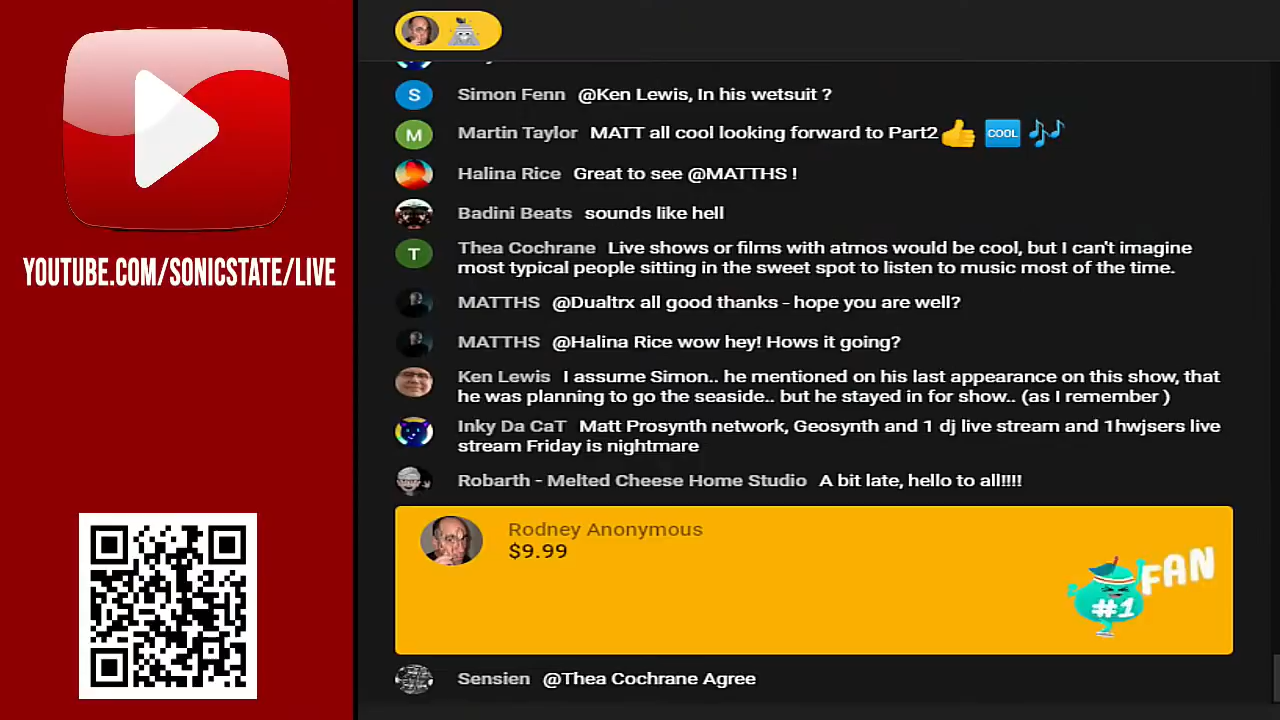 Simon Fenn @Ken Lewis, In his wetsuit ?
Martin Taylor MATT all cool looking forward to Part2👍 COOL 🎶
Halina Rice Great to see @MATTHS !
Badini Beats sounds like hell
Thea Cochrane Live shows or films with atmos would be cool, but I can't imagine
most typical people sitting in the sweet spot to listen to music most of the time.
MATTHS @Dualtrx all good thanks - hope you are well?
MATTHS @Halina Rice wow hey! Hows it going?
Ken Lewis I assume Simon.. he mentioned on his last appearance on this show, that
he was planning to go the seaside.. but he stayed in for show.. (as I remember )
Inky Da CaT Matt Prosynth network, Geosynth and 1 dj live stream and 1hwjsers live
stream Friday is nightmare
Robarth - Melted Cheese Home Studio A bit late, hello to all!!!!
Rodney Anonymous
$9.99
#1 FAN
Sensien @Thea Cochrane Agree
S
M
T
YOUTUBE.COM/SONICSTATE/LIVE